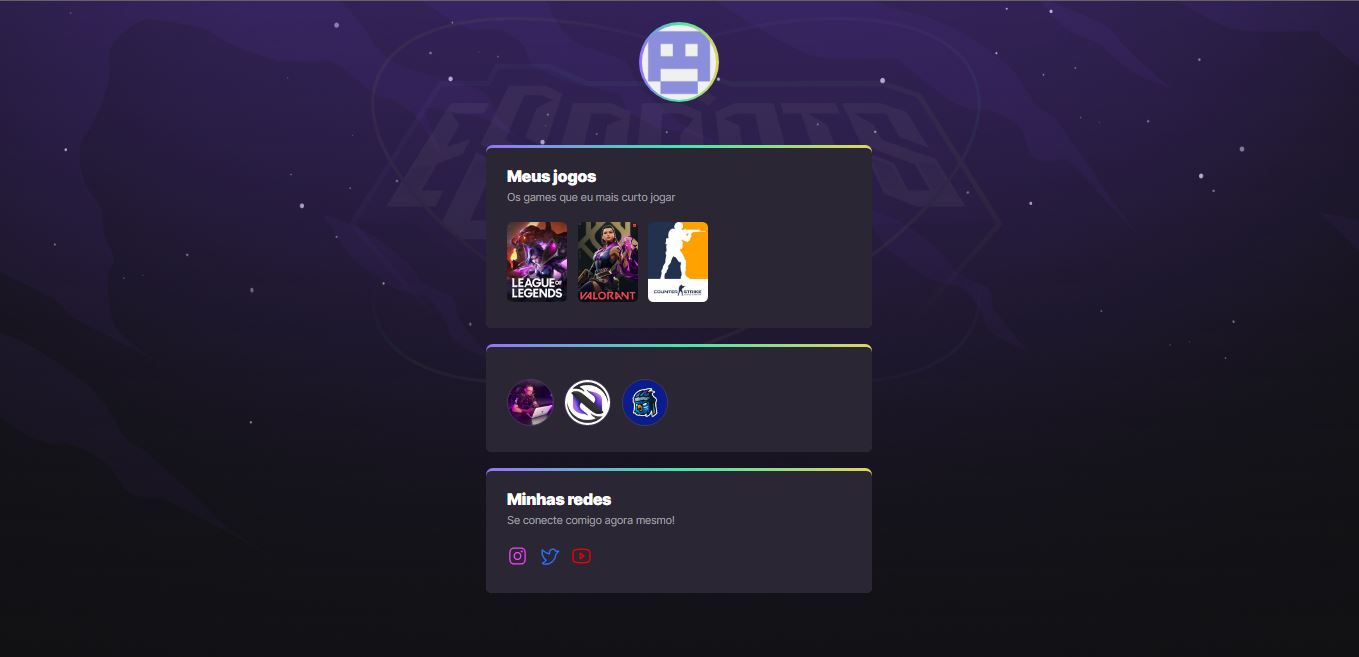 ESPORTS
Meus jogos
Os games que eu mais curto jogar
LEAGUE OF
LEGENDS
VALORANT
COUNTER STRIKE
Minhas redes
Se conecte comigo agora mesmo!